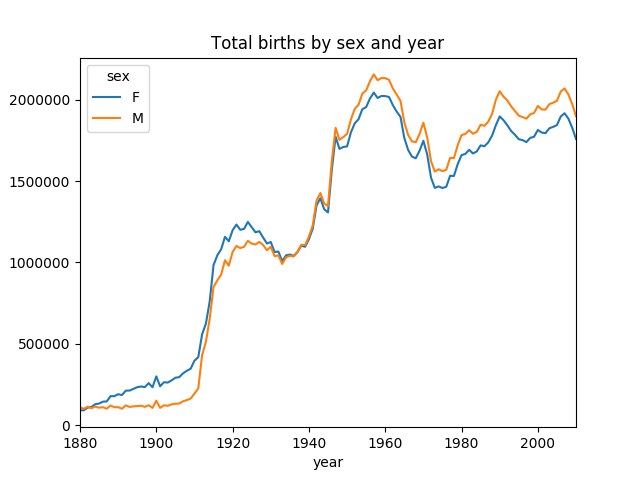 Total births by sex and year
sex
F
M
2000000
1500000
1000000
500000
0
1880 1900 1920 1940 1960 1980 2000
year